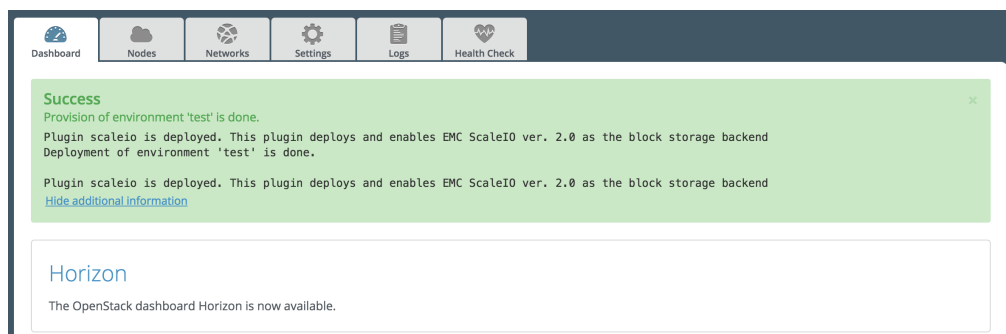 Dashboard
Nodes
Networks
Settings
Logs
Health Check
Success
×
Provision of environment 'test' is done.
Plugin scaleio is deployed. This plugin deploys and enables EMC ScaleIO ver. 2.0 as the block storage backend
Deployment of environment 'test' is done.
Plugin scaleio is deployed. This plugin deploys and enables EMC ScaleIO ver. 2.0 as the block storage backend
Hide additional information
Horizon
The OpenStack dashboard Horizon is now available.